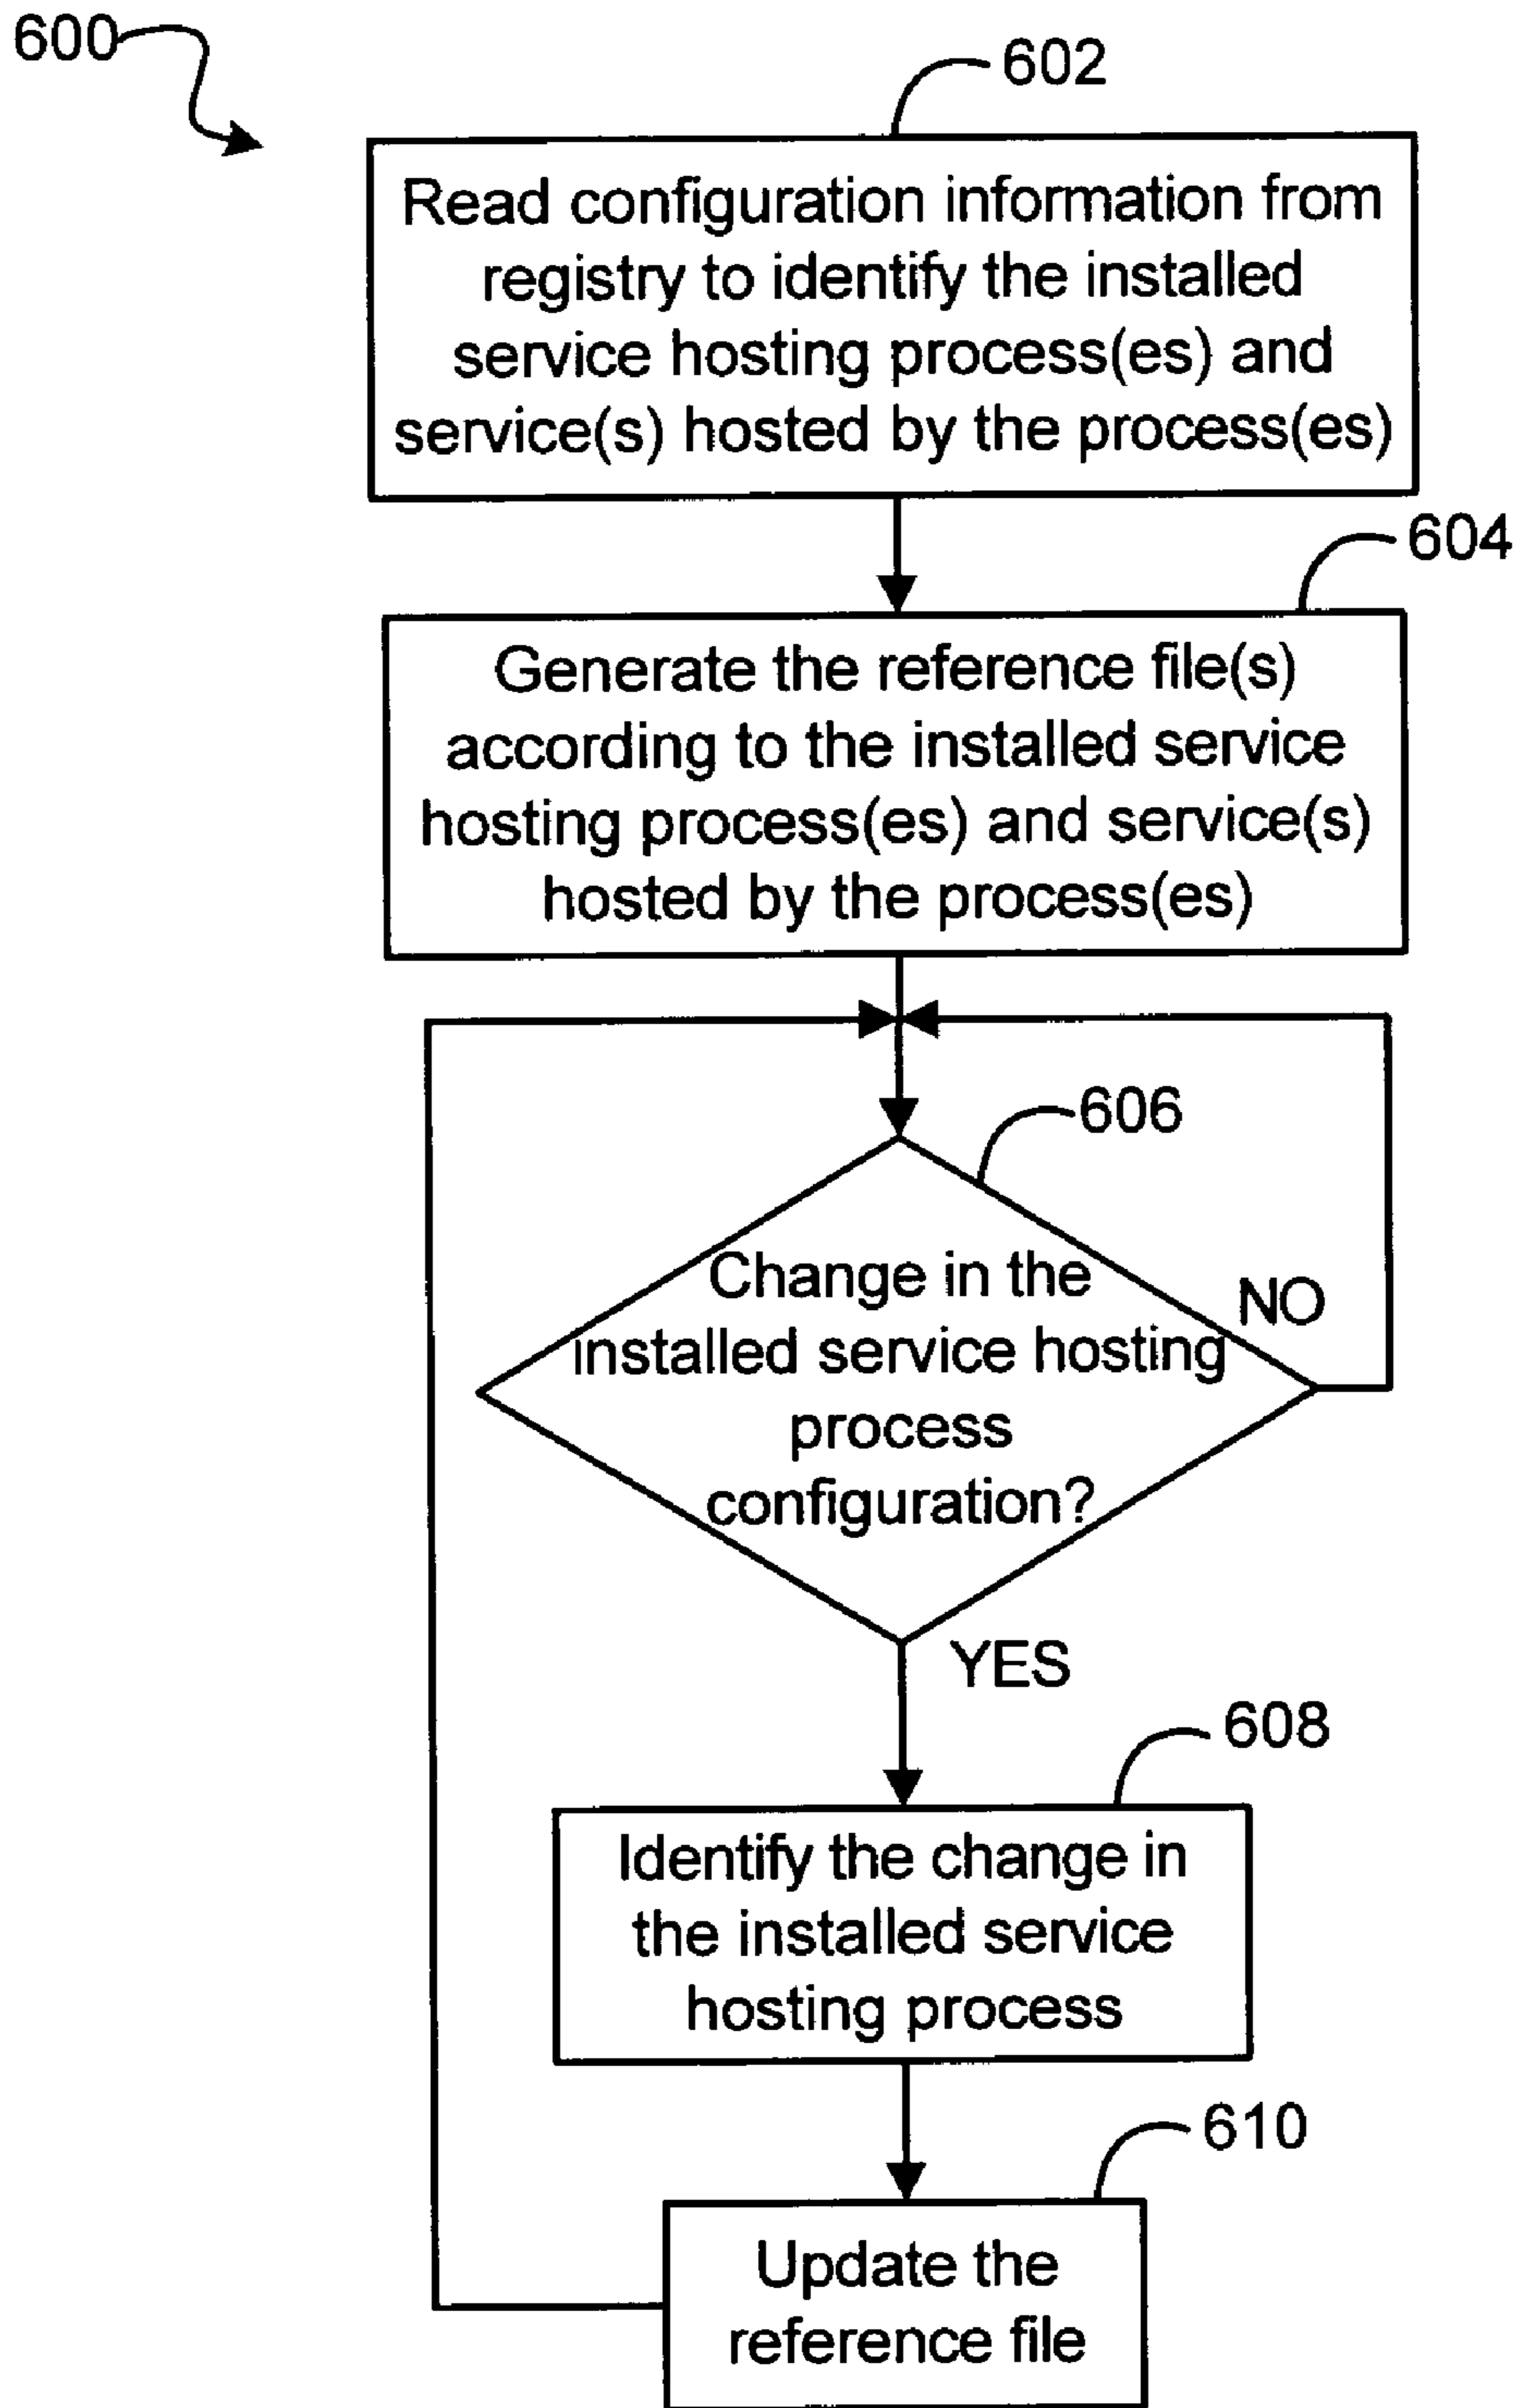 600
602
Read configuration information from
registry to identify the installed
service hosting process(es) and
service(s) hosted by the process(es)
604
Generate the reference file(s)
according to the installed service
hosting process(es) and service(s)
hosted by the process(es)
606
Change in the
installed service hosting
process
configuration?
NO
YES
608
Identify the change in
the installed service
hosting process
610
Update the
reference file